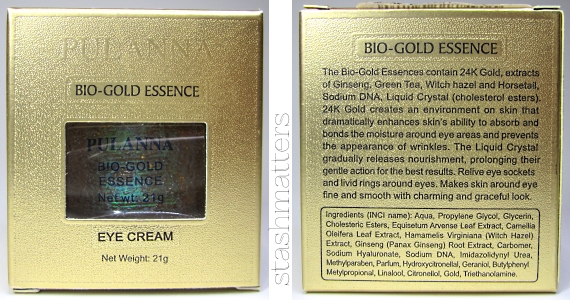 PULANNA
BIO-GOLD ESSENCE
PULANNA
BIO-GOLD
ESSENCE
Net wt. 21g
EYE CREAM
Net Weight: 21g
stashmatters
BIO-GOLD ESSENCE
The Bio-Gold Essences contain 24K Gold, extracts
of Ginseng, Green Tea, Witch hazel and Horsetail,
Sodium DNA, Liquid Crystal (cholesterol esters).
24K Gold creates an environment on skin that
dramatically enhances skin's ability to absorb and
bonds the moisture around eye areas and prevents
the appearance of wrinkles. The Liquid Crystal
gradually releases nourishment, prolonging their
gentle action for the best results. Relive eye sockets
and livid rings around eyes. Makes skin around eye
fine and smooth with charming and graceful look.
Ingredients (INCI name): Aqua, Propylene Glycol, Glycerin,
Cholesteric Esters, Equisetum Arvense Leaf Extract, Camellia
Oleifera Leaf Extract, Hamamelis Virginiana (Witch Hazel)
Extract, Ginseng (Panax Ginseng) Root Extract, Carbomer,
Sodium Hyaluronate, Sodium DNA, Imidazolidynyl Urea,
Methylparaben, Parfum, Hydroxycitronellal, Geraniol, Butylphenyl
Metylpropional, Linalool, Citronellol, Gold, Triethanolamine.